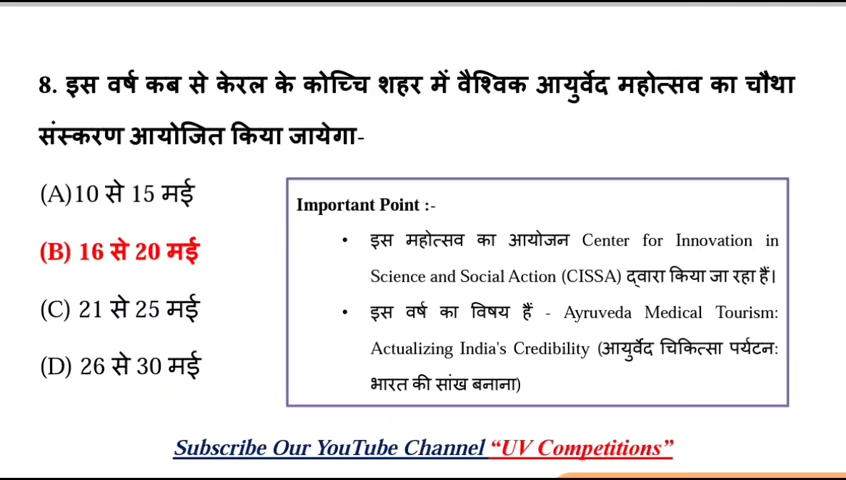 8. इस वर्ष कब से केरल के कोच्चि शहर में वैश्विक आयुर्वेद महोत्सव का चौथा
संस्करण आयोजित किया जायेगा-
(A)10 से 15 मई
(B) 16 से 20 मई
(C) 21 से 25 मई
(D) 26 से 30 मई
Important Point :-
• इस महोत्सव का आयोजन Center for Innovation in
Science and Social Action (CISSA) द्वारा किया जा रहा हैं।
• इस वर्ष का विषय हैं - Ayruveda Medical Tourism:
Actualizing India's Credibility (आयुर्वेद चिकित्सा पर्यटन:
भारत की सांख बनाना)
Subscribe Our YouTube Channel “UV Competitions”